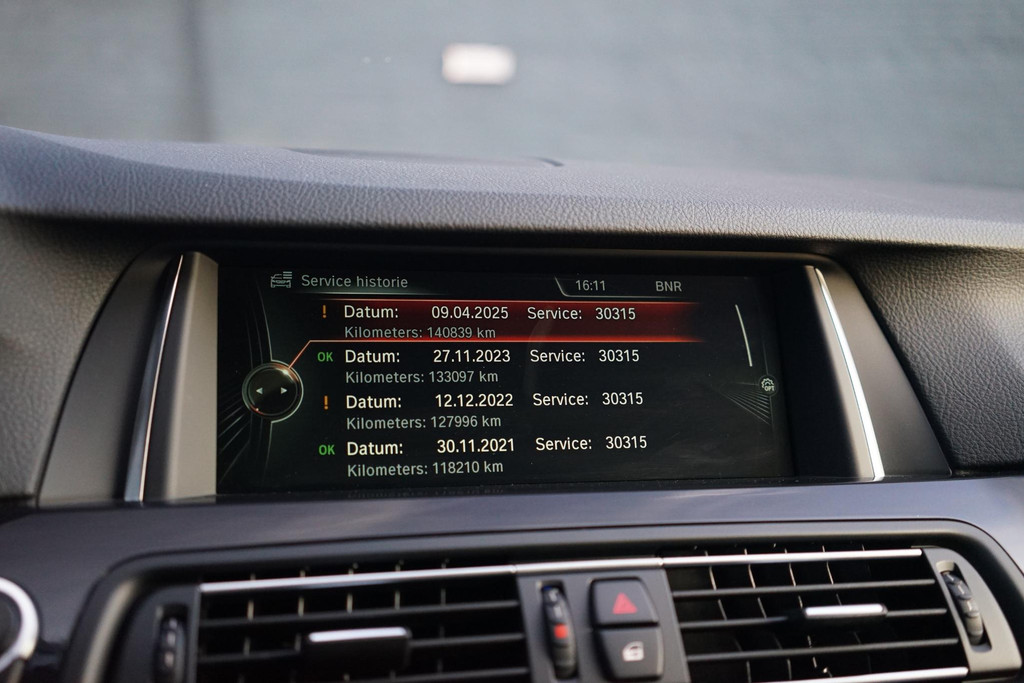 Service historie 16:11 BNR
! Datum: 09.04.2025 Service: 30315
Kilometers: 140839 km
OK Datum: 27.11.2023 Service: 30315
Kilometers: 133097 km
! Datum: 12.12.2022 Service: 30315
Kilometers: 127996 km
OK Datum: 30.11.2021 Service: 30315
Kilometers: 118210 km
OPT